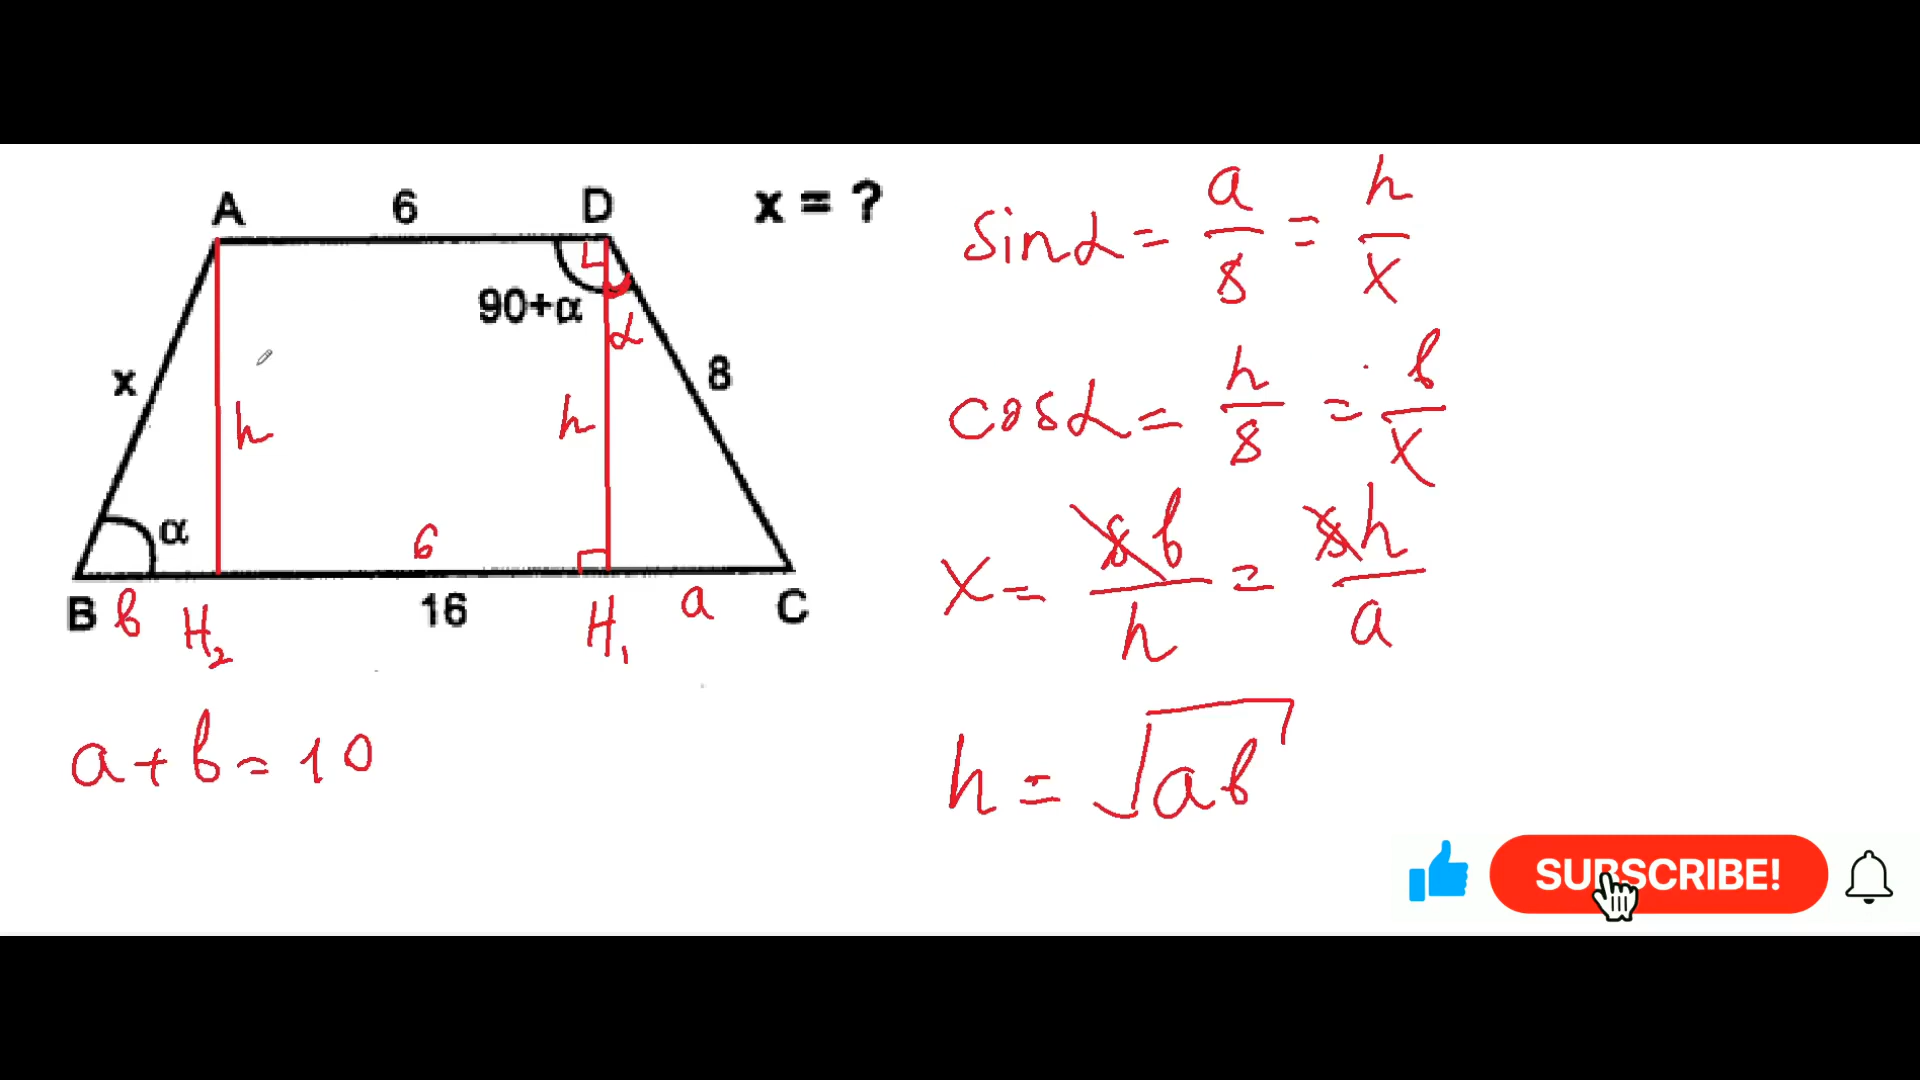 A 6 D x = ?
90+α
α
x 8
h h
α 6
B b H₂ 16 H₁ a C
a + b = 10
sinα = a/8 = h/x
cosα = h/8 = b/x
x = 8b/h = 8h/a
h = √ab
SUBSCRIBE!